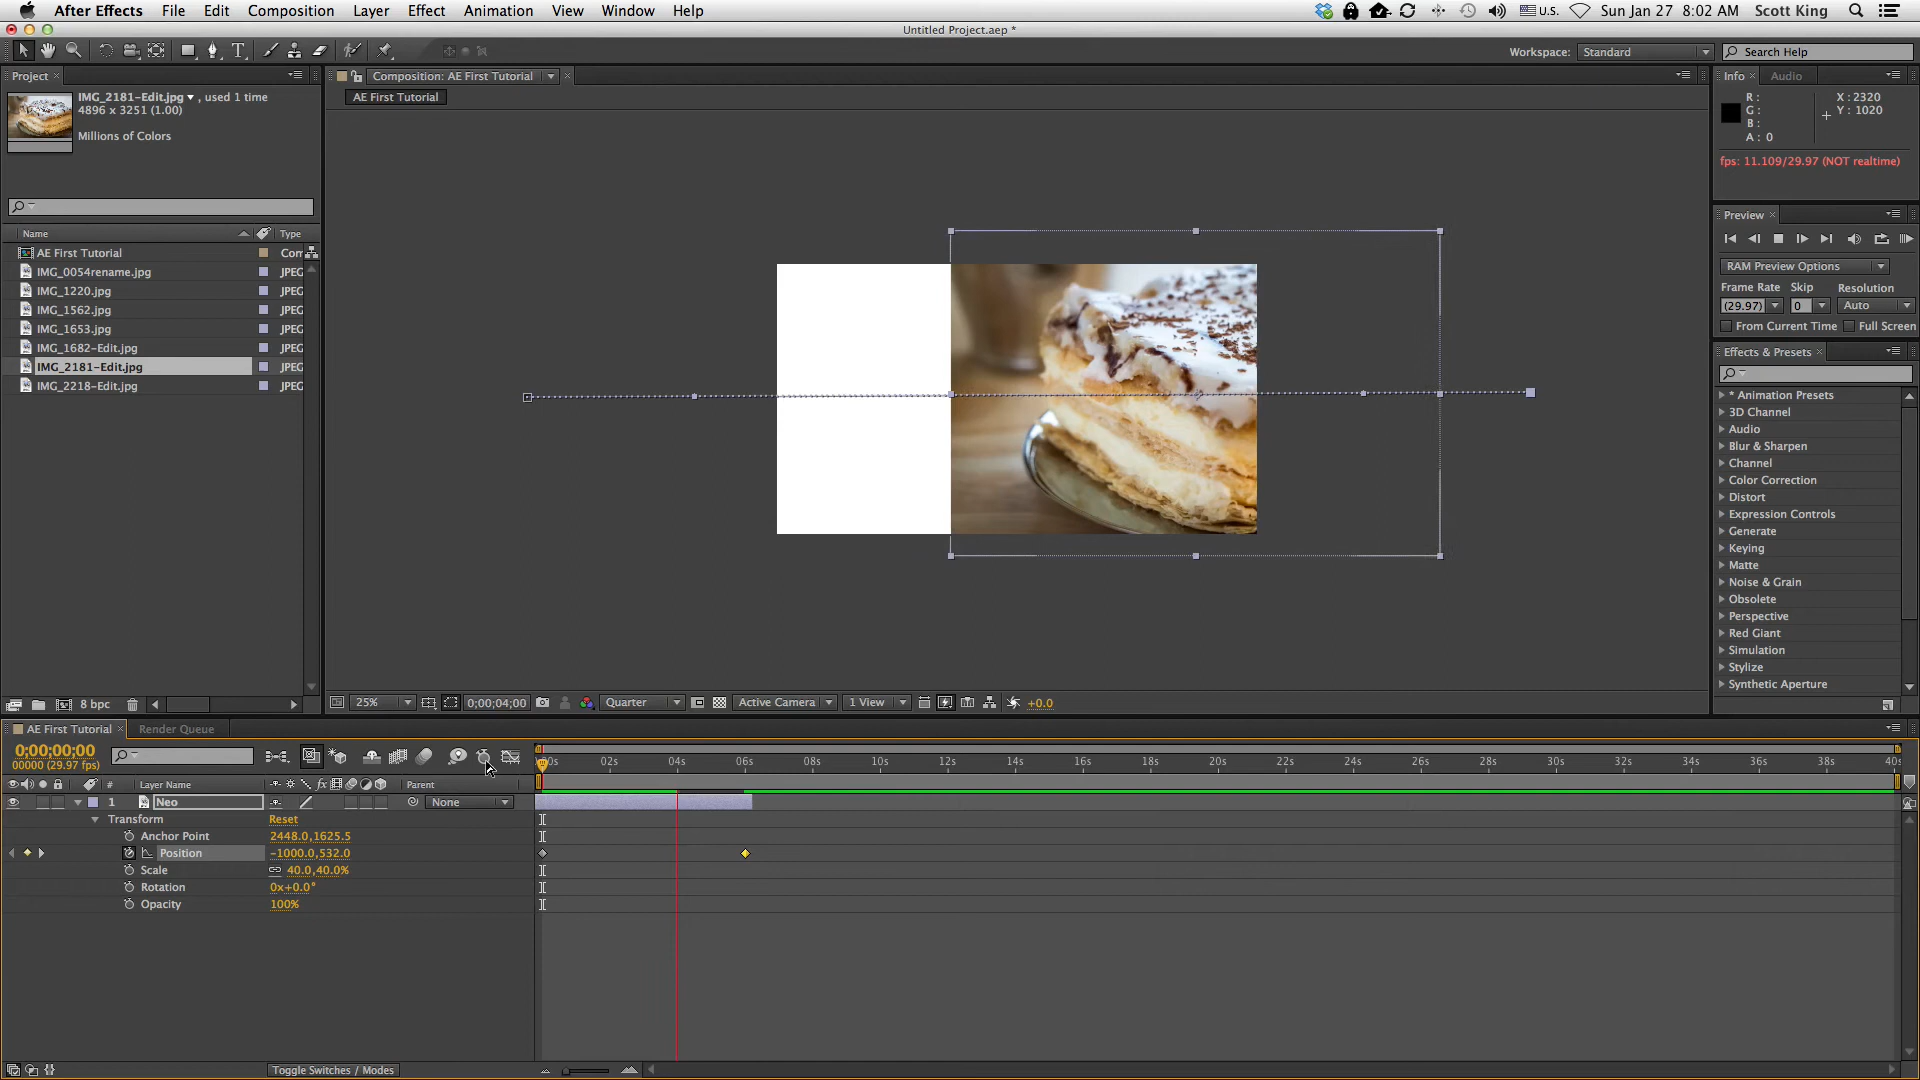 After Effects File Edit Composition Layer Effect Animation View Window Help U.S. Sun Jan 27 8:02 AM Scott King
Untitled Project.aep *
T Workspace: Standard Search Help
Project
IMG_2181-Edit.jpg , used 1 time
4896 x 3251 (1.00)
Millions of Colors
Name Type
AE First Tutorial Con
IMG_0054rename.jpg JPEG
IMG_1220.jpg JPEG
IMG_1562.jpg JPEG
IMG_1653.jpg JPEG
IMG_1682-Edit.jpg JPEG
IMG_2181-Edit.jpg JPEG
IMG_2218-Edit.jpg JPEG
8 bpc
Composition: AE First Tutorial
AE First Tutorial
25% 0;00;04;00 Quarter Active Camera 1 View +0.0
Info Audio
R : X : 2320
G : Y : 1020
B :
A : 0
fps: 11.109/29.97 (NOT realtime)
Preview
RAM Preview Options
Frame Rate Skip Resolution
(29.97) 0 Auto
From Current Time Full Screen
Effects & Presets
* Animation Presets
3D Channel
Audio
Blur & Sharpen
Channel
Color Correction
Distort
Expression Controls
Generate
Keying
Matte
Noise & Grain
Obsolete
Perspective
Red Giant
Simulation
Stylize
Synthetic Aperture
AE First Tutorial Render Queue
0;00;00;00
00000 (29.97 fps)
00s 02s 04s 06s 08s 10s 12s 14s 16s 18s 20s 22s 24s 26s 28s 30s 32s 34s 36s 38s 40s
# Layer Name fx Parent
1 Neo None
Transform Reset
Anchor Point 2448.0,1625.5
Position -1000.0,532.0
Scale 40.0,40.0%
Rotation 0x+0.0°
Opacity 100%
Toggle Switches / Modes